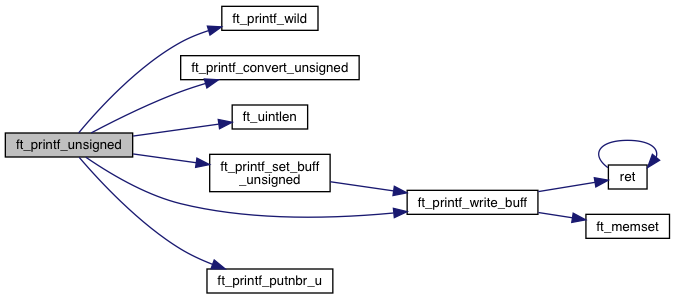 ft_printf_wild
ft_printf_convert_unsigned
ft_uintlen
ft_printf_unsigned
ft_printf_set_buff
_unsigned
ret
ft_printf_write_buff
ft_memset
ft_printf_putnbr_u